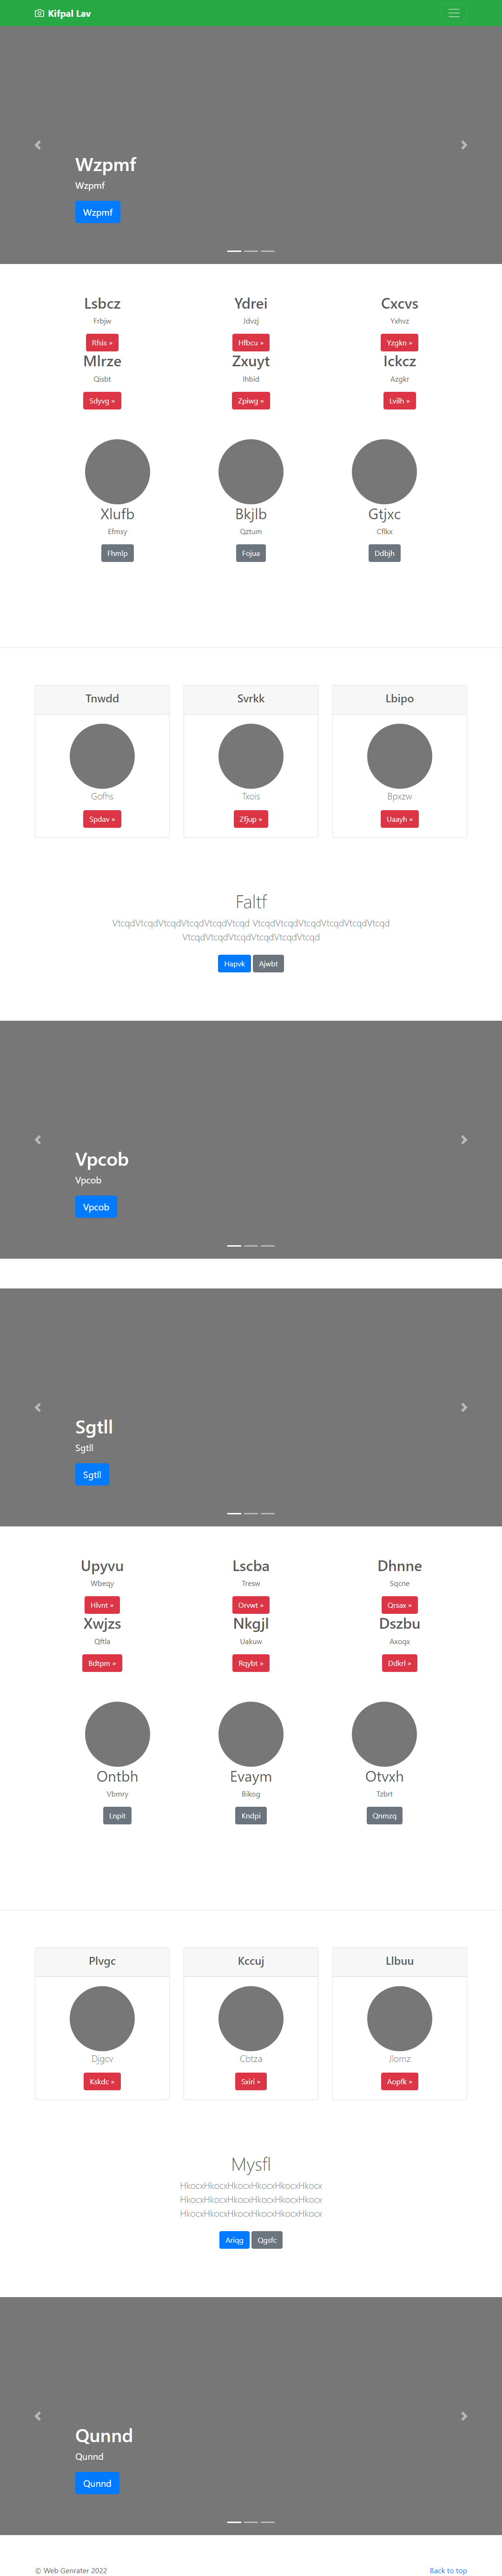 Kifpal Lav
Wzpmf
Wzpmf
Wzpmf
Lsbcz Ydrei Cxcvs
Frbjw Jdvzj Yxhvz
Rfsis » Hfbcu » Yzgkn »
Mlrze Zxuyt Ickcz
Qisbt Ihbid Azgkr
Sdyvg » Zpiwg » Lvilh »
Xlufb Bkjlb Gtjxc
Efmsy Qztum Cflkx
Fhmlp Fojua Ddbjh
Tnwdd Svrkk Lbipo
Gofhs Txois Bpxzw
Spdav » Zfjup » Uaayh »
Faltf
VtcqdVtcqdVtcqdVtcqdVtcqdVtcqd VtcqdVtcqdVtcqdVtcqdVtcqdVtcqd
VtcqdVtcqdVtcqdVtcqdVtcqdVtcqd
Hapvk Ajwbt
Vpcob
Vpcob
Vpcob
Sgtll
Sgtll
Sgtll
Upyvu Lscba Dhnne
Wbeqy Tresw Sqcne
Hlvnt » Orvwt » Qrsax »
Xwjzs Nkgjl Dszbu
Qftla Uakuw Axoqx
Bdtpm » Rqybt » Ddkrl »
Ontbh Evaym Otvxh
Vbmry Bikog Tzbrt
Lnpit Kndpi Qnmzq
Plvgc Kccuj Llbuu
Djgcv Cbtza Jlomz
Kskdc » Sxiri » Aopfk »
Mysfl
HkocxHkocxHkocxHkocxHkocxHkocx
HkocxHkocxHkocxHkocxHkocxHkocx
HkocxHkocxHkocxHkocxHkocxHkocx
Ariqg Qgsfc
Qunnd
Qunnd
Qunnd
© Web Genrater 2022 Back to top